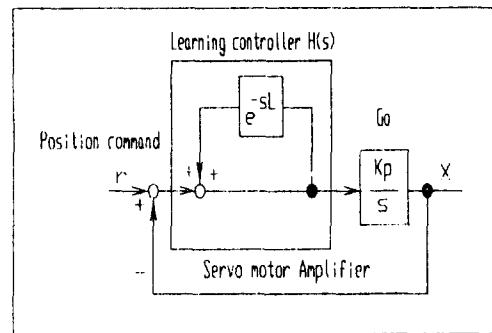 Learning controller H(s)
e^-sL
Go
Position command
r
+
+
+
Kp
s
X
--
Servo motor Amplifier